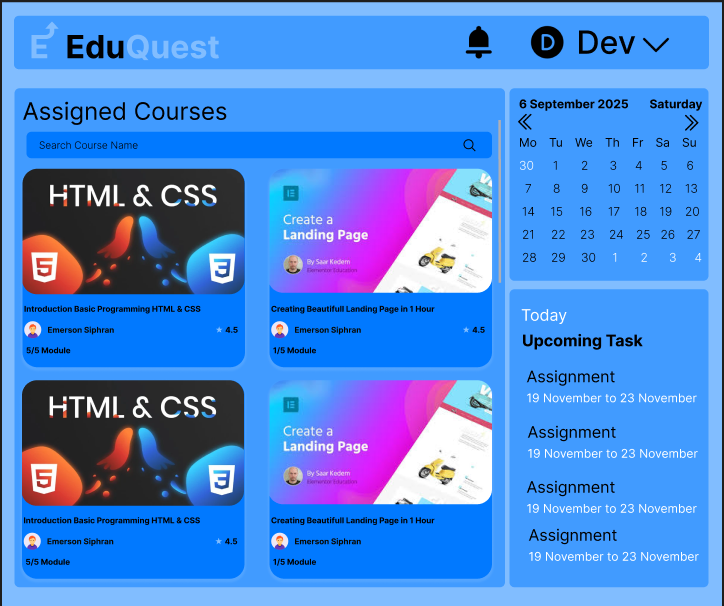 E EduQuest
D Dev
Assigned Courses
Search Course Name
HTML & CSS
5
3
Introduction Basic Programming HTML & CSS
Emerson Siphran
★ 4.5
5/5 Module
Create a
Landing Page
By Saar Kedem
Elementor Education
Creating Beautifull Landing Page in 1 Hour
Emerson Siphran
★ 4.5
1/5 Module
HTML & CSS
5
3
Introduction Basic Programming HTML & CSS
Emerson Siphran
★ 4.5
5/5 Module
Create a
Landing Page
By Saar Kedem
Elementor Education
Creating Beautifull Landing Page in 1 Hour
Emerson Siphran
★ 4.5
1/5 Module
6 September 2025 Saturday
Mo Tu We Th Fr Sa Su
30 1 2 3 4 5 6
7 8 9 10 11 12 13
14 15 16 17 18 19 20
21 22 23 24 25 26 27
28 29 30 1 2 3 4
Today
Upcoming Task
Assignment
19 November to 23 November
Assignment
19 November to 23 November
Assignment
19 November to 23 November
Assignment
19 November to 23 November